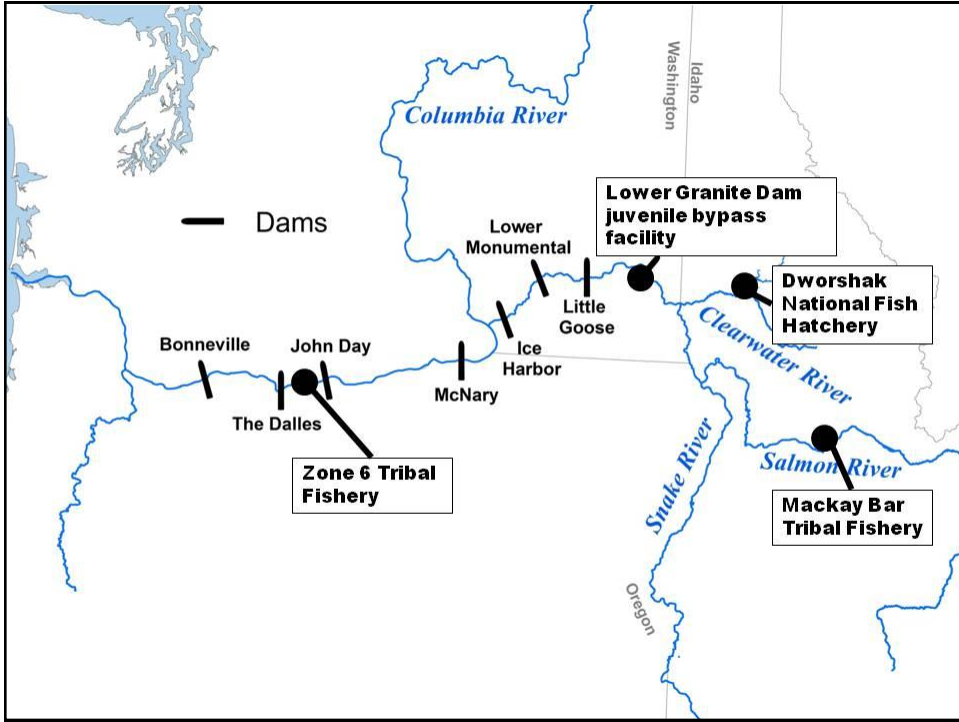 Columbia River
Washington
Idaho
Dams
Lower Granite Dam
juvenile bypass
facility
Lower
Monumental
Little
Goose
Dworshak
National Fish
Hatchery
Clearwater River
Bonneville
John Day
Ice
Harbor
McNary
The Dalles
Zone 6 Tribal
Fishery
Snake River
Salmon River
Mackay Bar
Tribal Fishery
Oregon